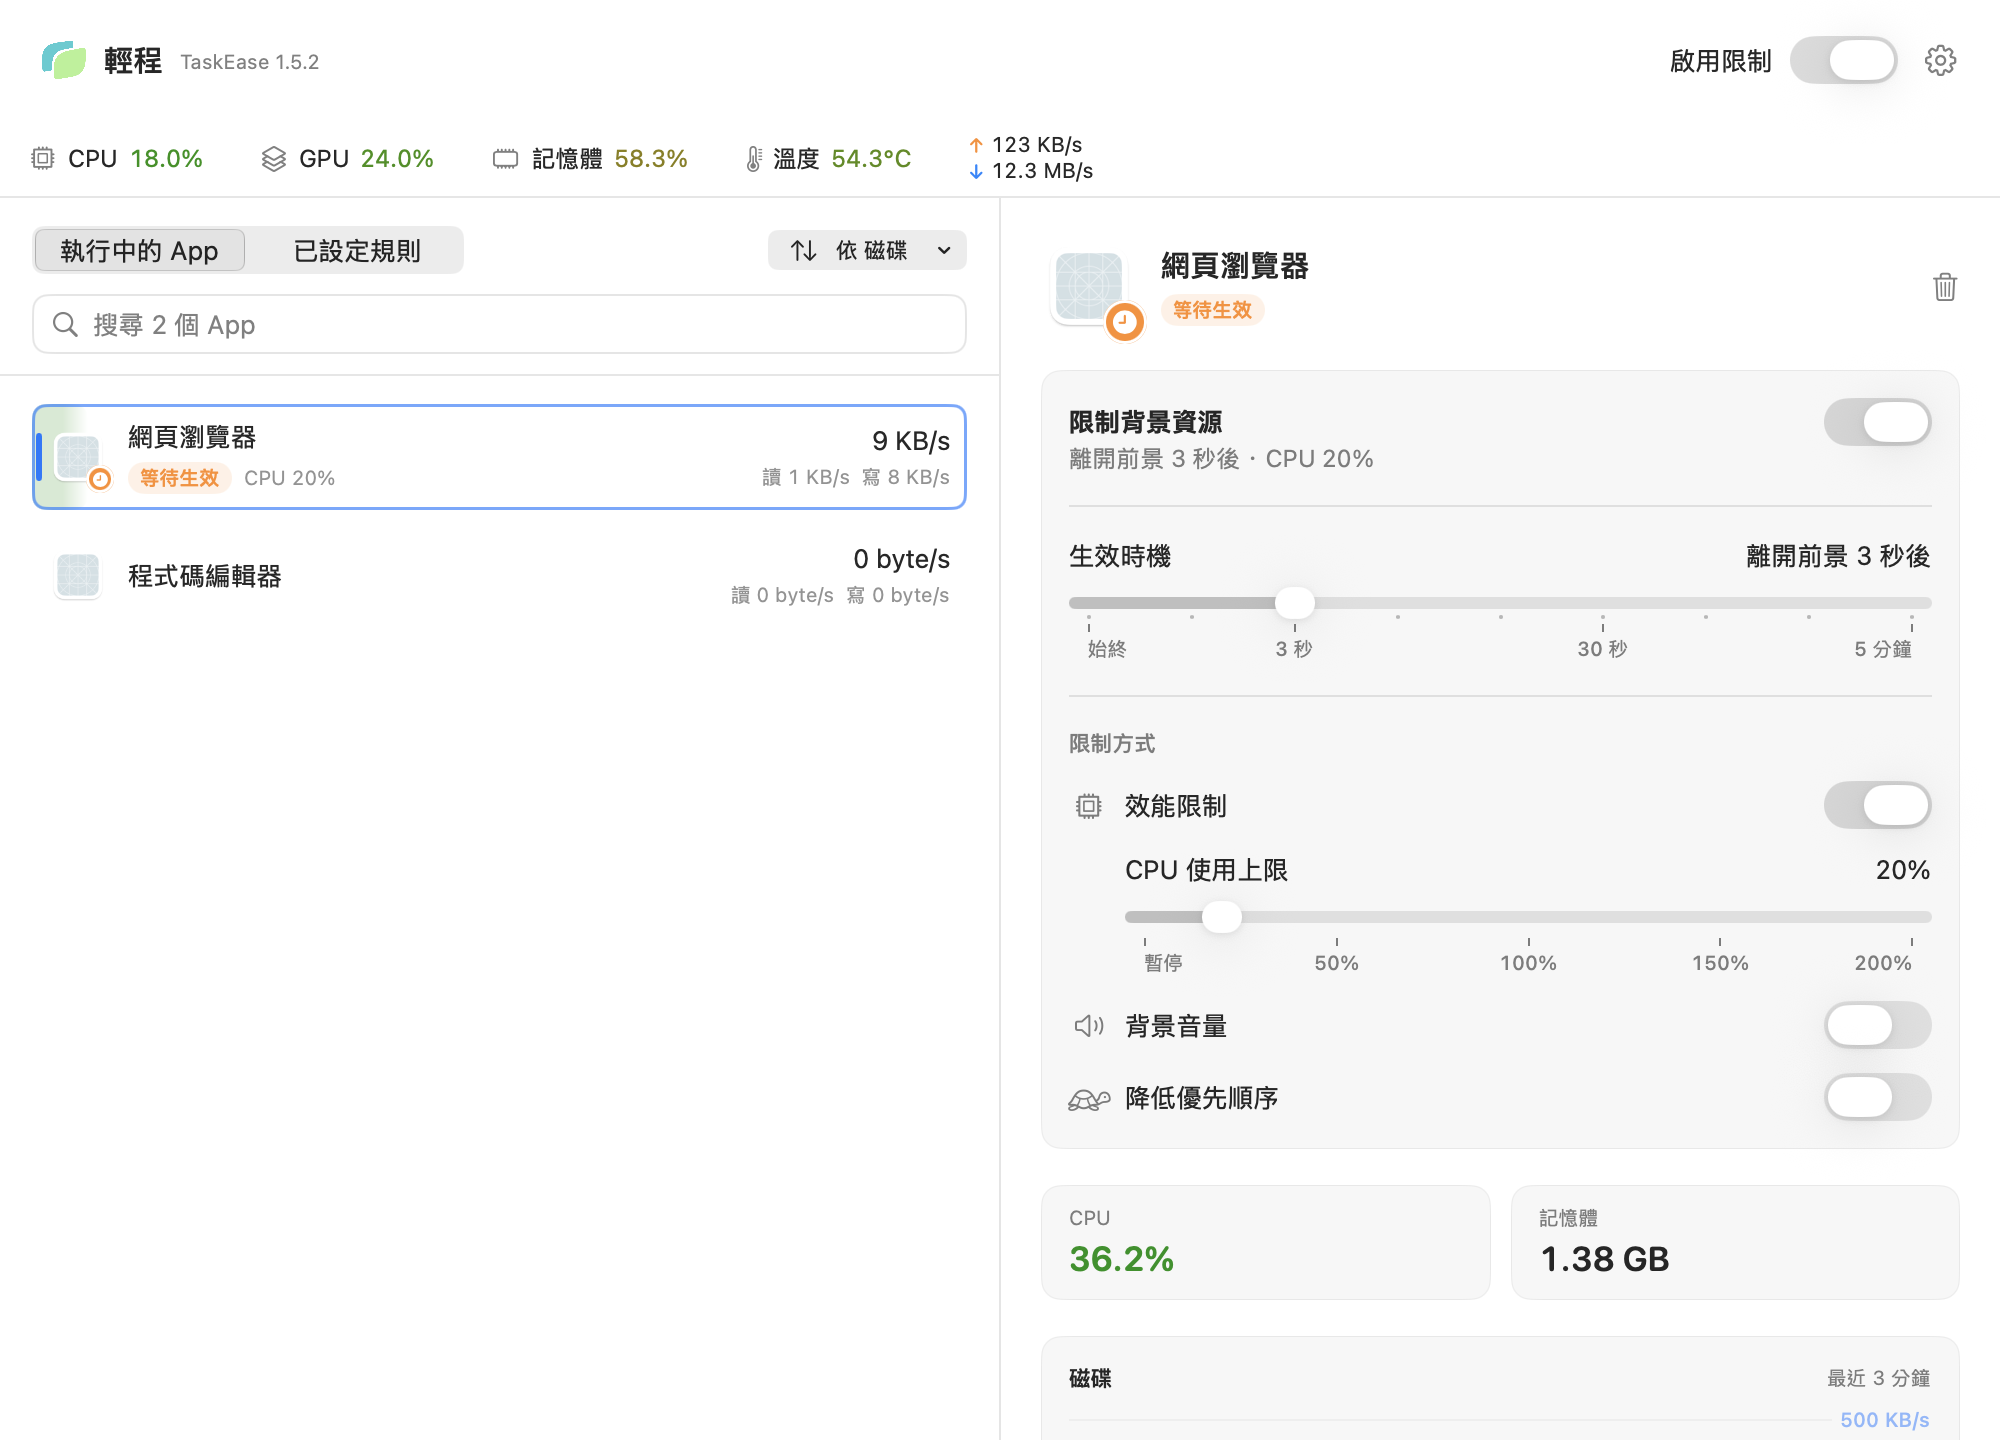 輕程 TaskEase 1.5.2
啟用限制
CPU 18.0%
GPU 24.0%
記憶體 58.3%
溫度 54.3°C
↑ 123 KB/s
↓ 12.3 MB/s
執行中的 App
已設定規則
依 磁碟
搜尋 2 個 App
網頁瀏覽器
等待生效 CPU 20%
9 KB/s
讀 1 KB/s 寫 8 KB/s
程式碼編輯器
0 byte/s
讀 0 byte/s 寫 0 byte/s
網頁瀏覽器
等待生效
限制背景資源
離開前景 3 秒後 · CPU 20%
生效時機
離開前景 3 秒後
始終 3 秒 30 秒 5 分鐘
限制方式
效能限制
CPU 使用上限 20%
暫停 50% 100% 150% 200%
背景音量
降低優先順序
CPU
36.2%
記憶體
1.38 GB
磁碟
最近 3 分鐘
500 KB/s